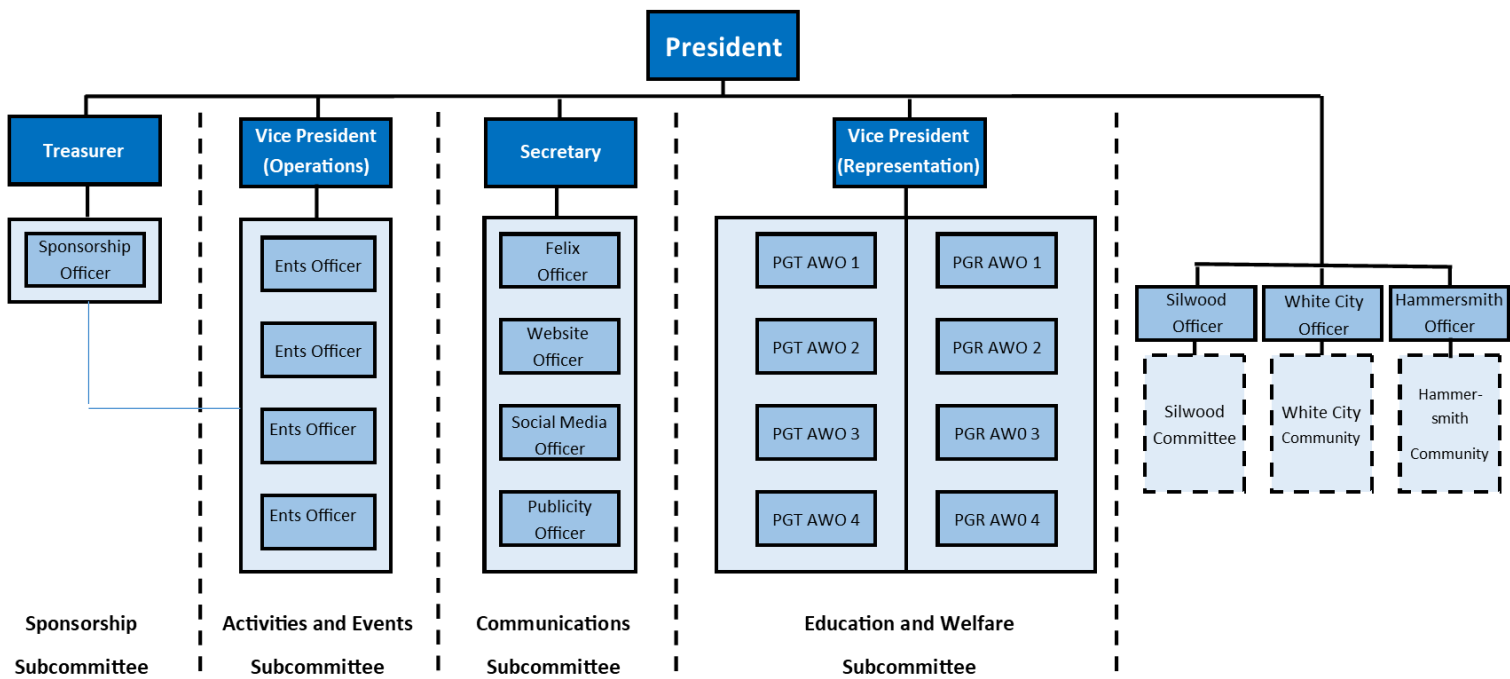 President
Treasurer
Vice President
(Operations)
Secretary
Vice President
(Representation)
Sponsorship
Officer
Ents Officer
Ents Officer
Ents Officer
Ents Officer
Felix
Officer
Website
Officer
Social Media
Officer
Publicity
Officer
PGT AWO 1
PGT AWO 2
PGT AWO 3
PGT AWO 4
PGR AWO 1
PGR AWO 2
PGR AW0 3
PGR AW0 4
Silwood
Officer
White City
Officer
Hammersmith
Officer
Silwood
Committee
White City
Community
Hammer-
smith
Community
Sponsorship
Subcommittee
Activities and Events
Subcommittee
Communications
Subcommittee
Education and Welfare
Subcommittee